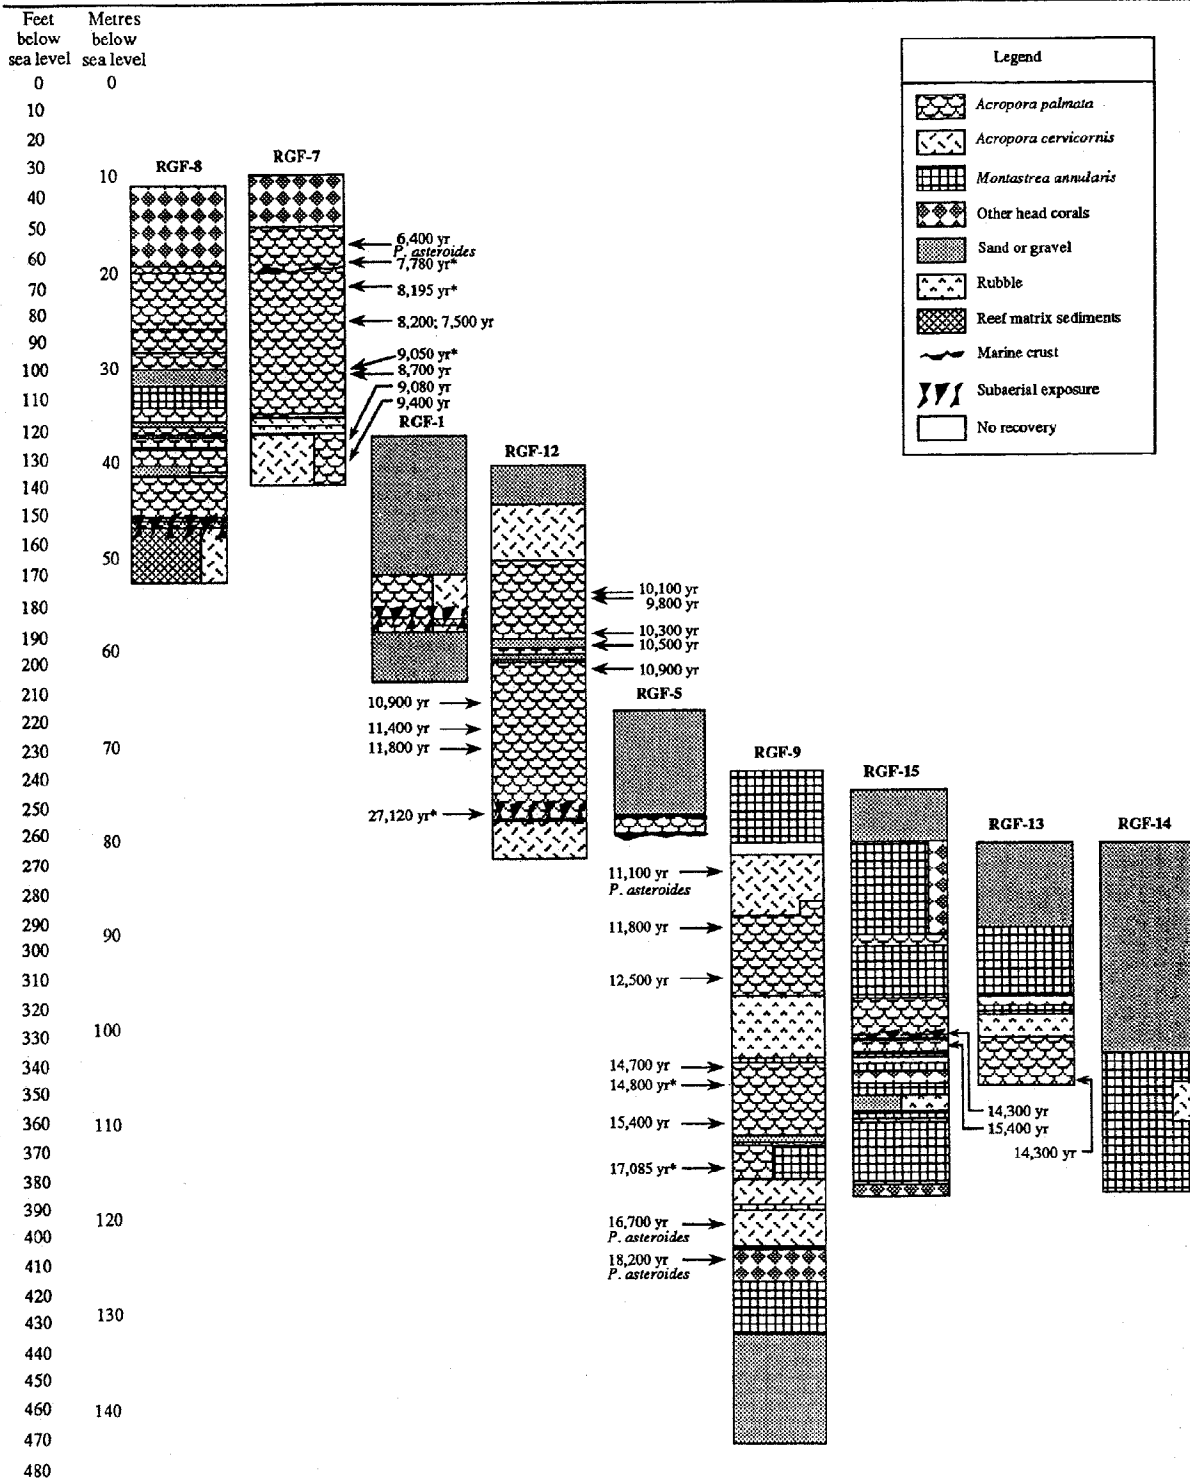 Feet
below
sea level
Metres
below
sea level
0
10
20
30
40
50
60
70
80
90
100
110
120
130
140
150
160
170
180
190
200
210
220
230
240
250
260
270
280
290
300
310
320
330
340
350
360
370
380
390
400
410
420
430
440
450
460
470
480
0
10
20
30
40
50
60
70
80
90
100
110
120
130
140
Legend
Acropora palmata
Acropora cervicornis
Montastrea annularis
Other head corals
Sand or gravel
Rubble
Reef matrix sediments
Marine crust
Subaerial exposure
No recovery
RGF-8
RGF-7
6,400 yr
P. asteroides
7,780 yr*
8,195 yr*
8,200; 7,500 yr
9,050 yr*
8,700 yr
9,080 yr
9,400 yr
RGF-1
RGF-12
10,100 yr
9,800 yr
10,300 yr
10,500 yr
10,900 yr
10,900 yr
11,400 yr
11,800 yr
27,120 yr*
RGF-5
RGF-9
11,100 yr
P. asteroides
11,800 yr
12,500 yr
14,700 yr
14,800 yr*
15,400 yr
17,085 yr*
16,700 yr
P. asteroides
18,200 yr
P. asteroides
RGF-15
14,300 yr
15,400 yr
RGF-13
14,300 yr
RGF-14